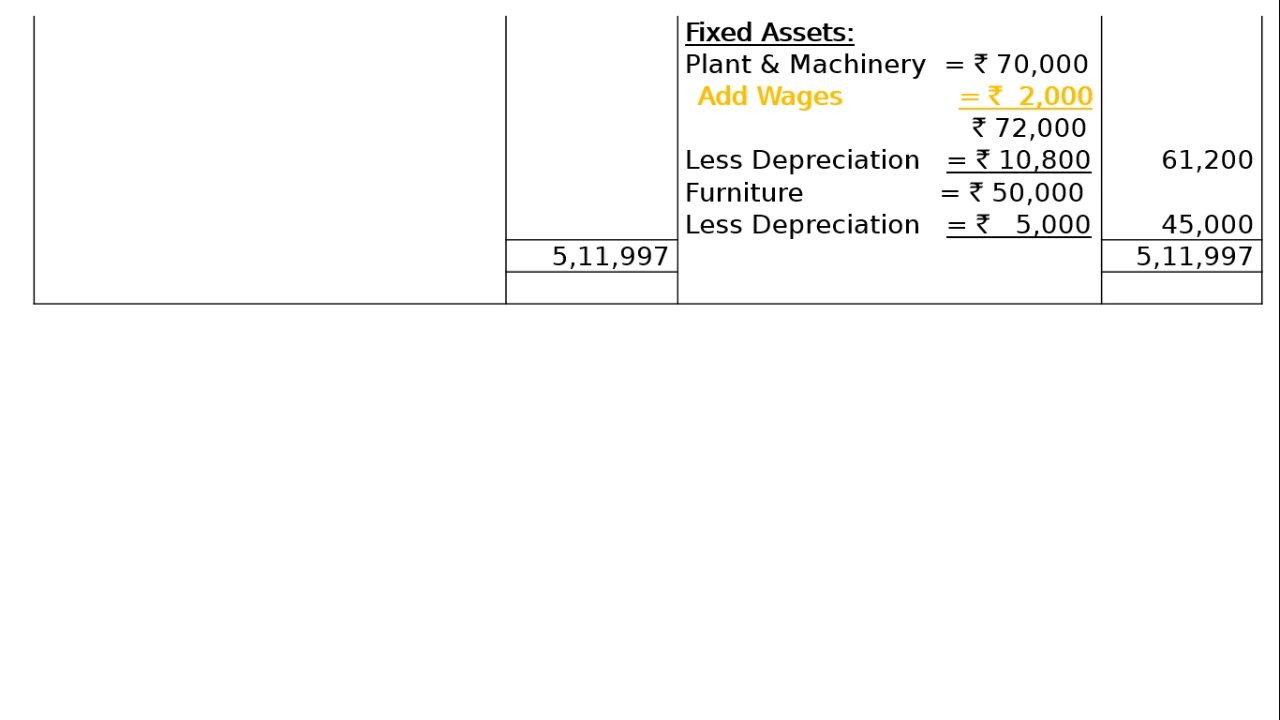 Fixed Assets:
Plant & Machinery = ₹ 70,000
Add Wages = ₹ 2,000
₹ 72,000
Less Depreciation = ₹ 10,800 61,200
Furniture = ₹ 50,000
Less Depreciation = ₹ 5,000 45,000
5,11,997 5,11,997